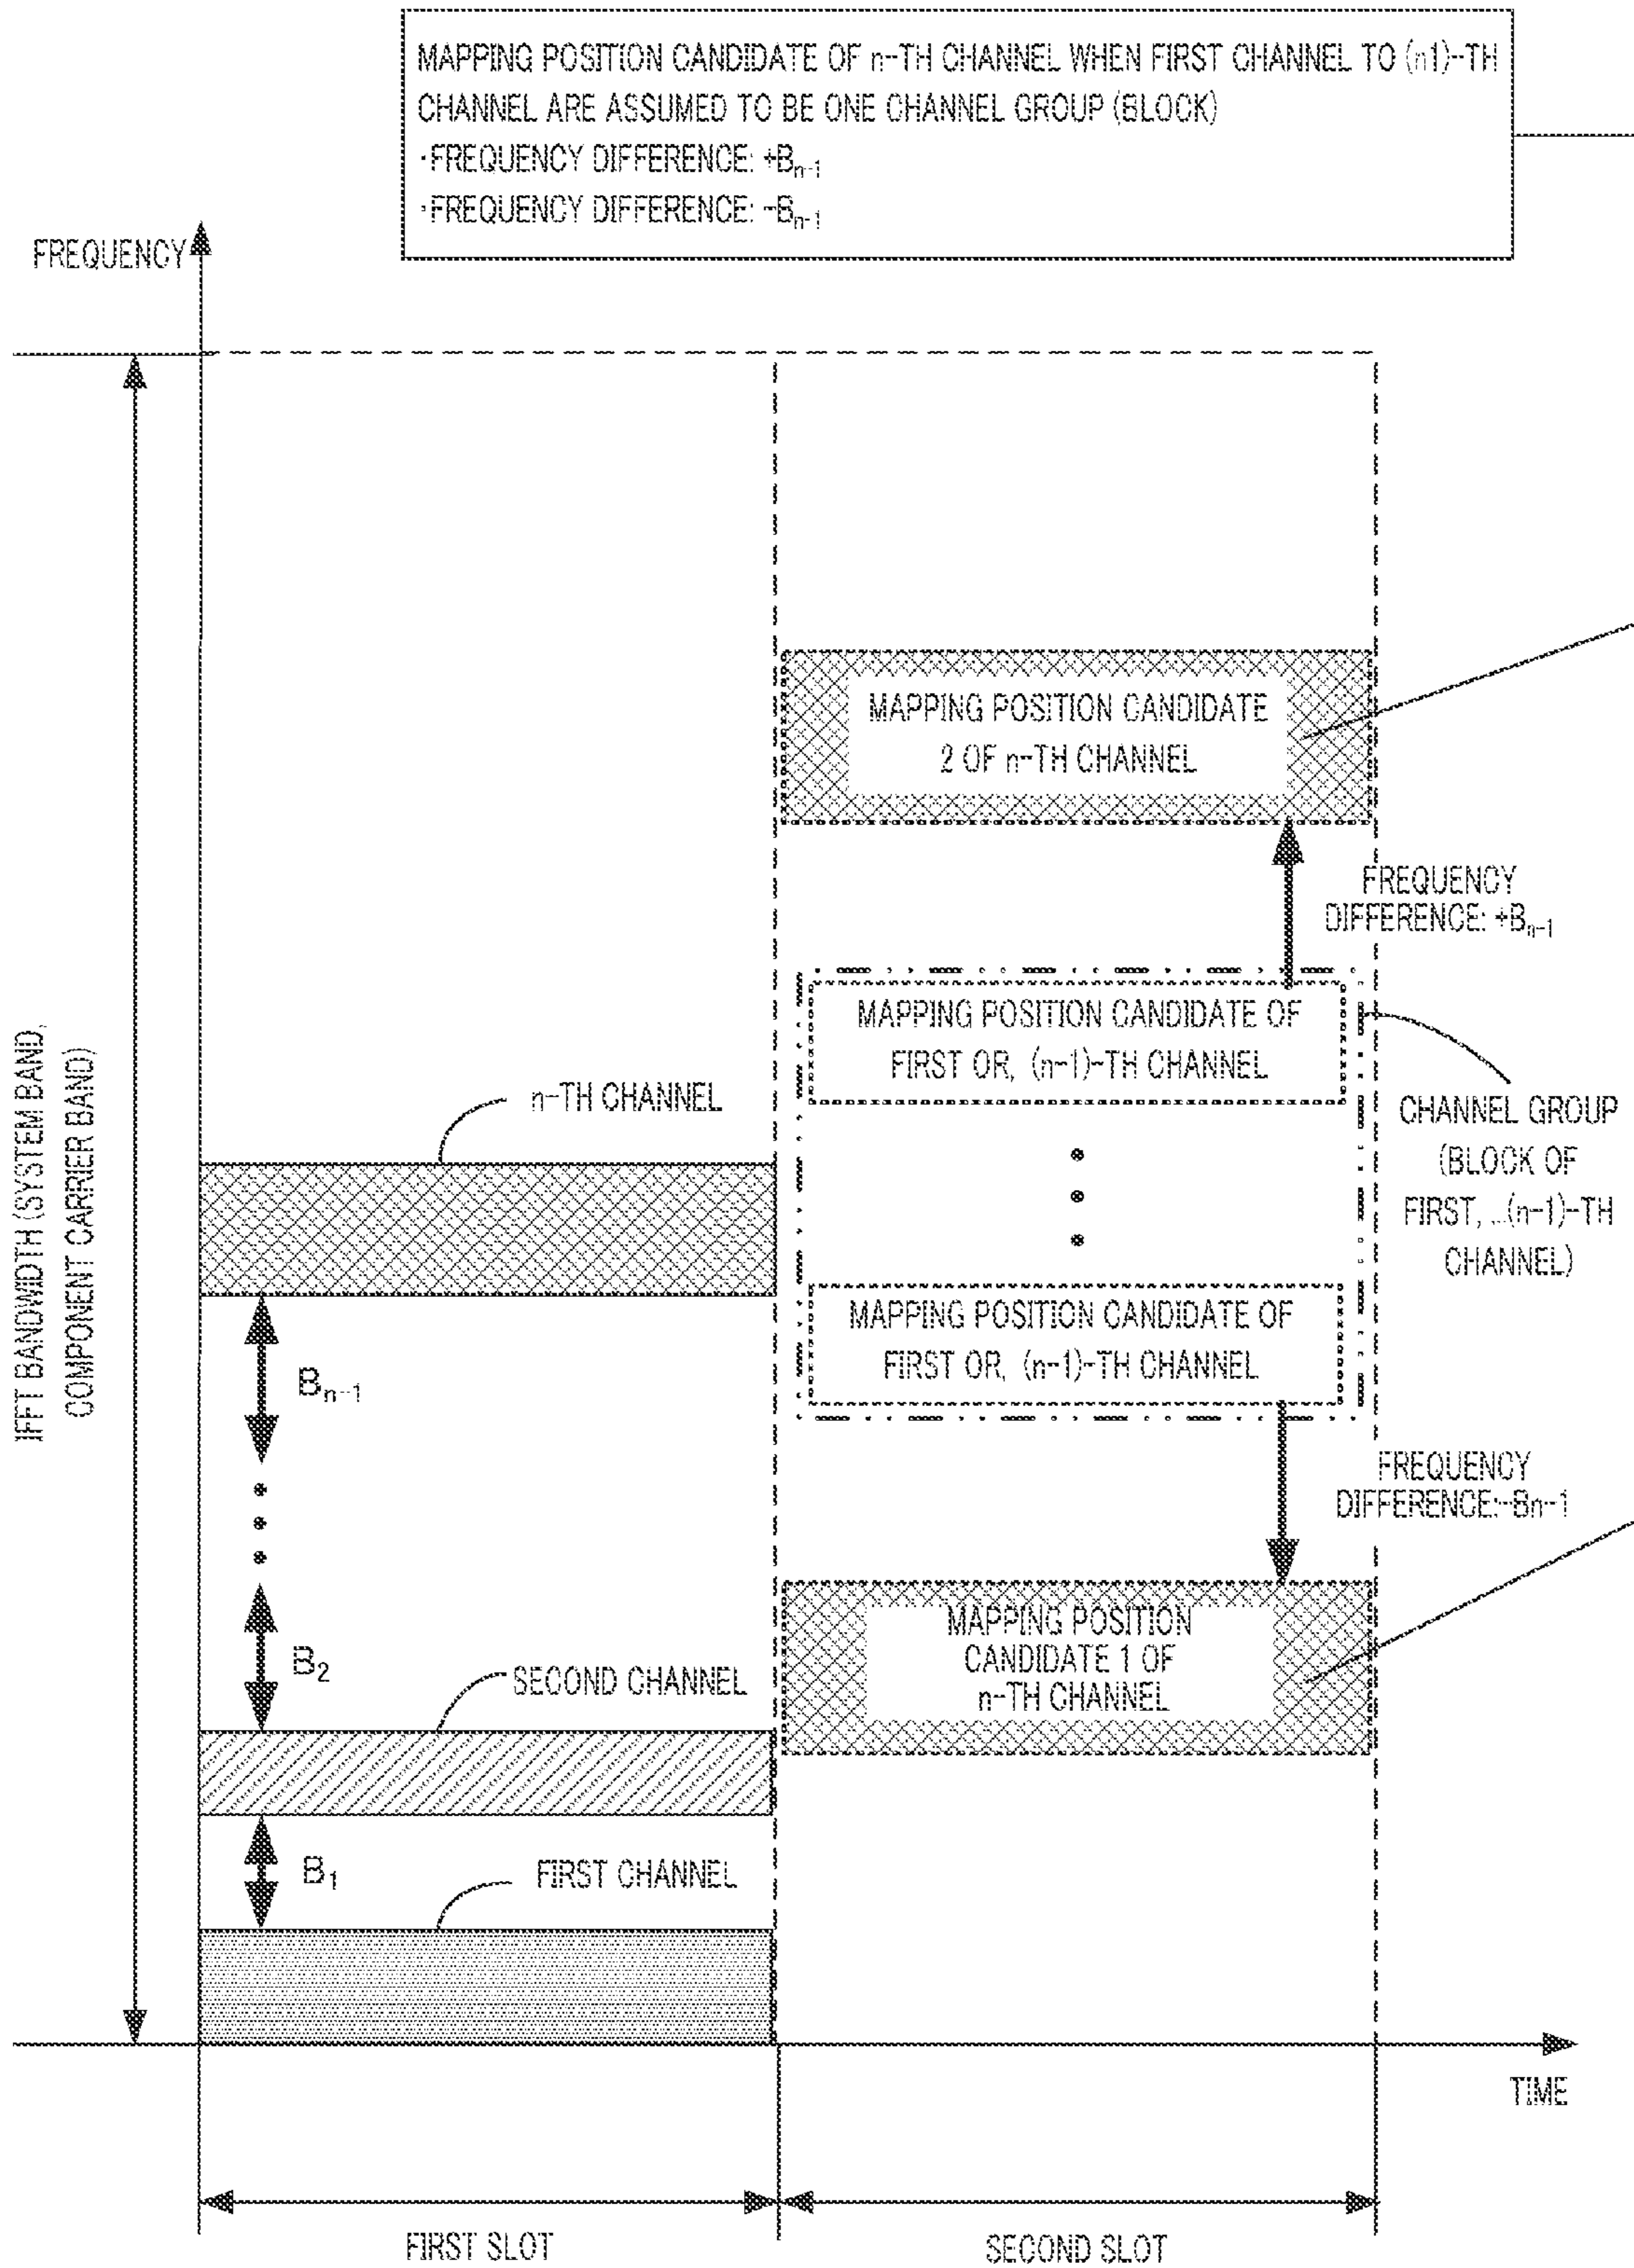 MAPPING POSITION CANDIDATE OF n-TH CHANNEL WHEN FIRST CHANNEL TO (n1)-TH
CHANNEL ARE ASSUMED TO BE ONE CHANNEL GROUP (BLOCK)
·FREQUENCY DIFFERENCE: +Bn-1
·FREQUENCY DIFFERENCE: -Bn-1
FREQUENCY
MAPPING POSITION CANDIDATE
2 OF n-TH CHANNEL
FREQUENCY
DIFFERENCE: +Bn-1
MAPPING POSITION CANDIDATE OF
FIRST OR, (n-1)-TH CHANNEL
CHANNEL GROUP
(BLOCK OF
FIRST, ...(n-1)-TH
CHANNEL)
n-TH CHANNEL
IFFT BANDWIDTH (SYSTEM BAND,
COMPONENT CARRIER BAND)
MAPPING POSITION CANDIDATE OF
FIRST OR, (n-1)-TH CHANNEL
Bn-1
FREQUENCY
DIFFERENCE:-Bn-1
MAPPING POSITION
CANDIDATE 1 OF
n-TH CHANNEL
B2
SECOND CHANNEL
B1
FIRST CHANNEL
TIME
FIRST SLOT
SECOND SLOT